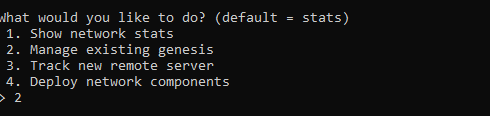 What would you like to do? (default = stats)
1. Show network stats
2. Manage existing genesis
3. Track new remote server
4. Deploy network components
> 2